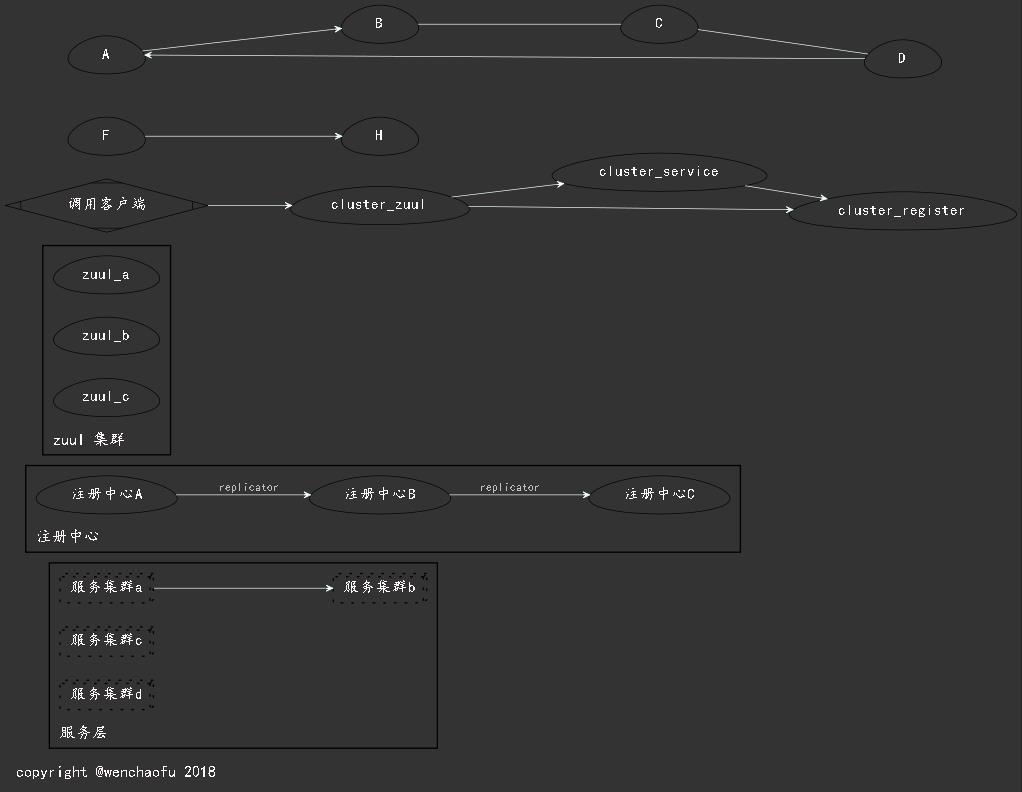 B
C
A
D
F
H
cluster_service
调用客户端
cluster_zuul
cluster_register
zuul_a
zuul_b
zuul_c
zuul 集群
注册中心A
replicator
注册中心B
replicator
注册中心C
注册中心
服务集群a
服务集群b
服务集群c
服务集群d
服务层
copyright @wenchaofu 2018